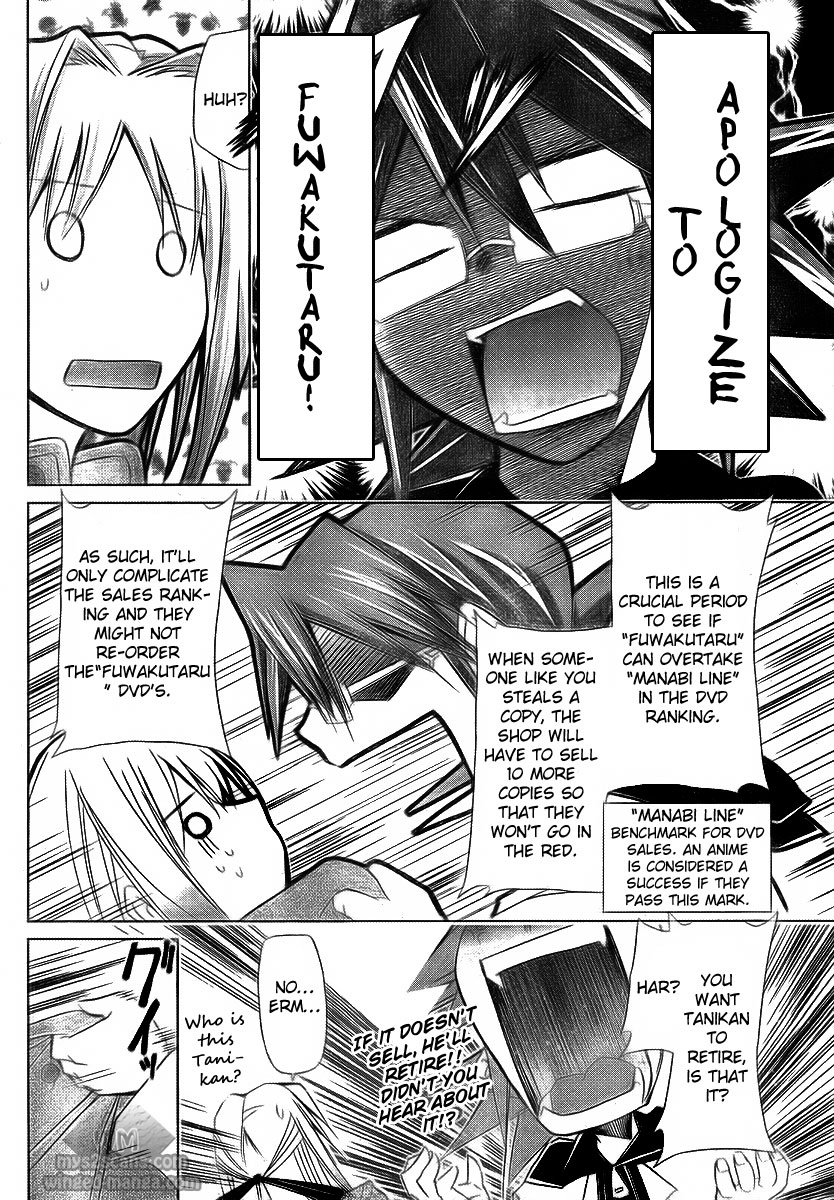 APOLOGIZE
TO
FUWAKUTARU!
HUH?
THIS IS A
CRUCIAL PERIOD
TO SEE IF
"FUWAKUTARU"
CAN OVERTAKE
"MANABI LINE"
IN THE DVD
RANKING.
"MANABI LINE"
BENCHMARK FOR DVD
SALES. AN ANIME
IS CONSIDERED A
SUCCESS IF THEY
PASS THIS MARK.
WHEN SOME-
ONE LIKE YOU
STEALS A
COPY, THE
SHOP WILL
HAVE TO SELL
10 MORE
COPIES SO
THAT THEY
WON'T GO IN
THE RED.
AS SUCH, IT'LL
ONLY COMPLICATE
THE SALES RANK-
ING AND THEY
MIGHT NOT
RE-ORDER
THE"FUWAKUTARU
" DVD'S.
YOU
WANT
TANIKAN
TO
RETIRE,
IS THAT
IT?
HAR?
IF IT DOESN'T
SELL, HE'LL
RETIRE!!
DIDN'T YOU
HEAR ABOUT
IT!?
NO...
ERM...
Who is
this
Tani-
kan?
グイッ
M
mys2scans.com
winged-manga.com